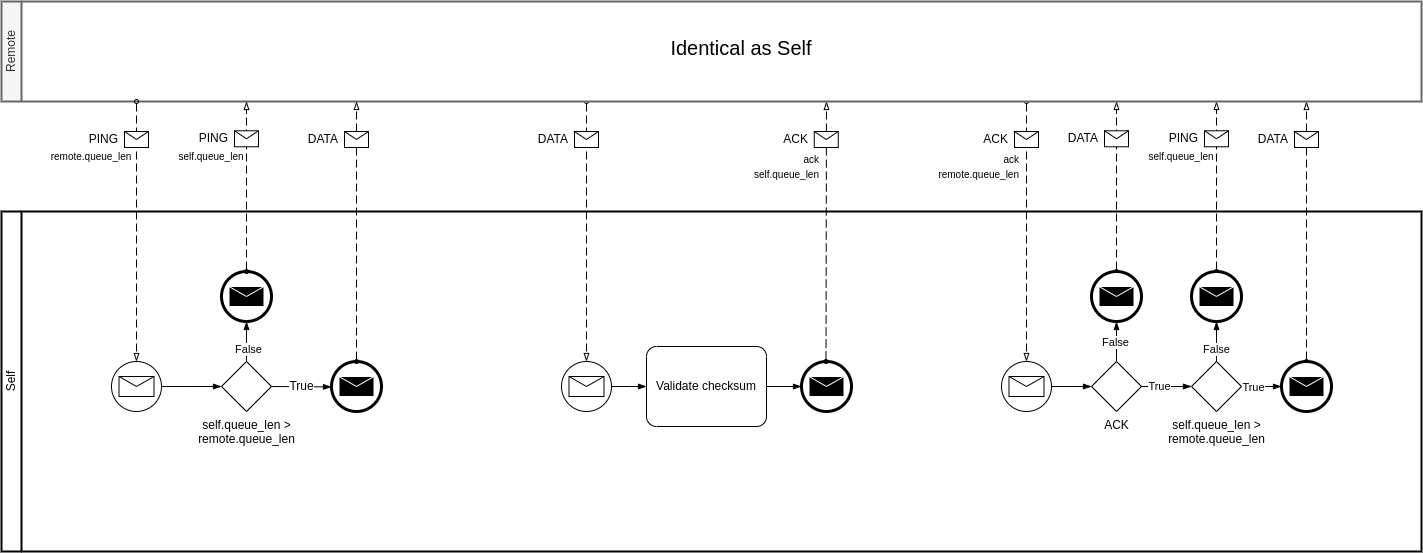 Remote
Identical as Self
PING
remote.queue_len
PING
self.queue_len
DATA
DATA
ACK
ack
self.queue_len
ACK
ack
remote.queue_len
DATA
PING
self.queue_len
DATA
Self
False
True
self.queue_len >
remote.queue_len
Validate checksum
False
True
ACK
False
True
self.queue_len >
remote.queue_len